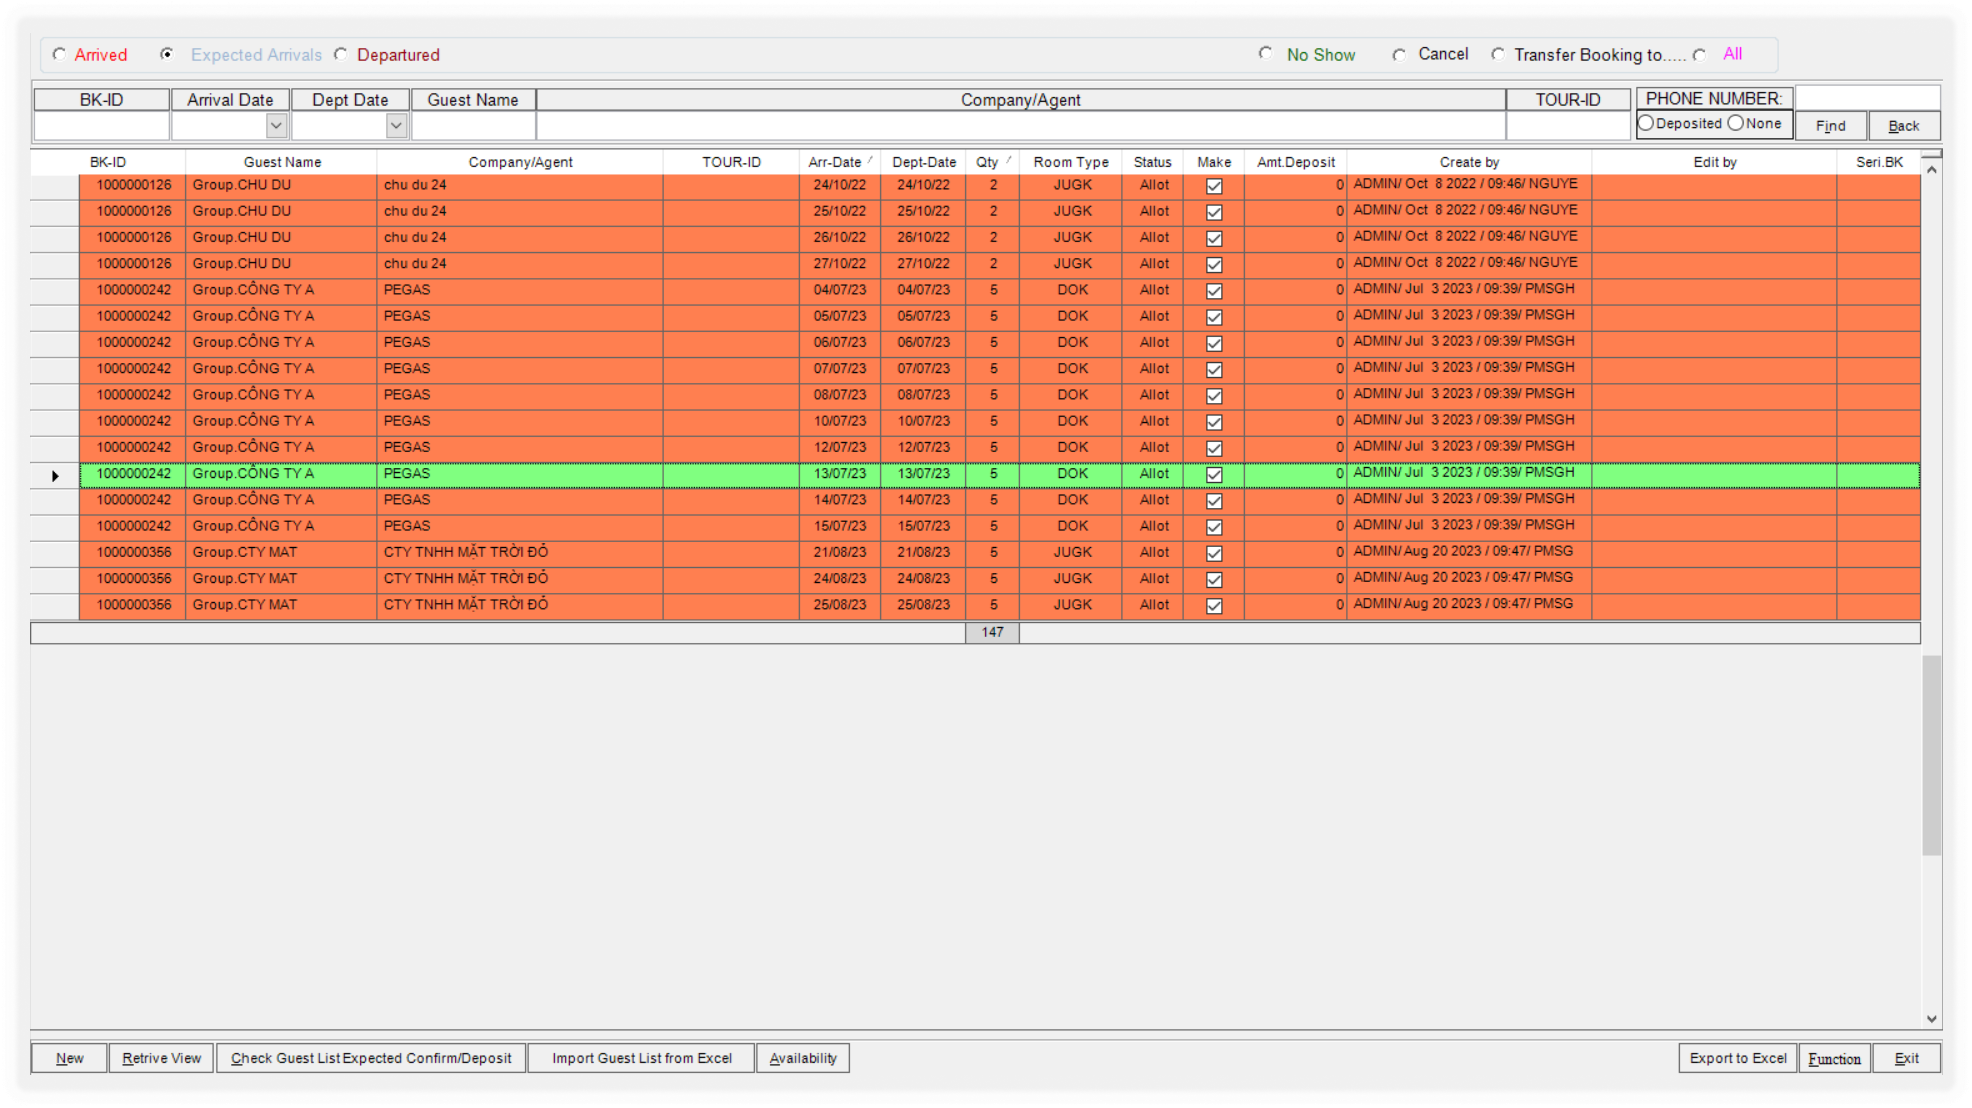 Arrived Expected Arrivals Departured No Show Cancel Transfer Booking to..... All
BK-ID Arrival Date Dept Date Guest Name Company/Agent TOUR-ID PHONE NUMBER:
Deposited None Find Back
BK-ID Guest Name Company/Agent TOUR-ID Arr-Date Dept-Date Qty Room Type Status Make Amt.Deposit Create by Edit by Seri.BK
1000000126 Group.CHU DU chu du 24 24/10/22 24/10/22 2 JUGK Allot 0 ADMIN/ Oct 8 2022 / 09:46/ NGUYE
1000000126 Group.CHU DU chu du 24 25/10/22 25/10/22 2 JUGK Allot 0 ADMIN/ Oct 8 2022 / 09:46/ NGUYE
1000000126 Group.CHU DU chu du 24 26/10/22 26/10/22 2 JUGK Allot 0 ADMIN/ Oct 8 2022 / 09:46/ NGUYE
1000000126 Group.CHU DU chu du 24 27/10/22 27/10/22 2 JUGK Allot 0 ADMIN/ Oct 8 2022 / 09:46/ NGUYE
1000000242 Group.CÔNG TY A PEGAS 04/07/23 04/07/23 5 DOK Allot 0 ADMIN/ Jul 3 2023 / 09:39/ PMSGH
1000000242 Group.CÔNG TY A PEGAS 05/07/23 05/07/23 5 DOK Allot 0 ADMIN/ Jul 3 2023 / 09:39/ PMSGH
1000000242 Group.CÔNG TY A PEGAS 06/07/23 06/07/23 5 DOK Allot 0 ADMIN/ Jul 3 2023 / 09:39/ PMSGH
1000000242 Group.CÔNG TY A PEGAS 07/07/23 07/07/23 5 DOK Allot 0 ADMIN/ Jul 3 2023 / 09:39/ PMSGH
1000000242 Group.CÔNG TY A PEGAS 08/07/23 08/07/23 5 DOK Allot 0 ADMIN/ Jul 3 2023 / 09:39/ PMSGH
1000000242 Group.CÔNG TY A PEGAS 10/07/23 10/07/23 5 DOK Allot 0 ADMIN/ Jul 3 2023 / 09:39/ PMSGH
1000000242 Group.CÔNG TY A PEGAS 12/07/23 12/07/23 5 DOK Allot 0 ADMIN/ Jul 3 2023 / 09:39/ PMSGH
1000000242 Group.CÔNG TY A PEGAS 13/07/23 13/07/23 5 DOK Allot 0 ADMIN/ Jul 3 2023 / 09:39/ PMSGH
1000000242 Group.CÔNG TY A PEGAS 14/07/23 14/07/23 5 DOK Allot 0 ADMIN/ Jul 3 2023 / 09:39/ PMSGH
1000000242 Group.CÔNG TY A PEGAS 15/07/23 15/07/23 5 DOK Allot 0 ADMIN/ Jul 3 2023 / 09:39/ PMSGH
1000000356 Group.CTY MAT CTY TNHH MẶT TRỜI ĐỎ 21/08/23 21/08/23 5 JUGK Allot 0 ADMIN/ Aug 20 2023 / 09:47/ PMSG
1000000356 Group.CTY MAT CTY TNHH MẶT TRỜI ĐỎ 24/08/23 24/08/23 5 JUGK Allot 0 ADMIN/ Aug 20 2023 / 09:47/ PMSG
1000000356 Group.CTY MAT CTY TNHH MẶT TRỜI ĐỎ 25/08/23 25/08/23 5 JUGK Allot 0 ADMIN/ Aug 20 2023 / 09:47/ PMSG
147
New Retrive View Check Guest List Expected Confirm/Deposit Import Guest List from Excel Availability Export to Excel Function Exit